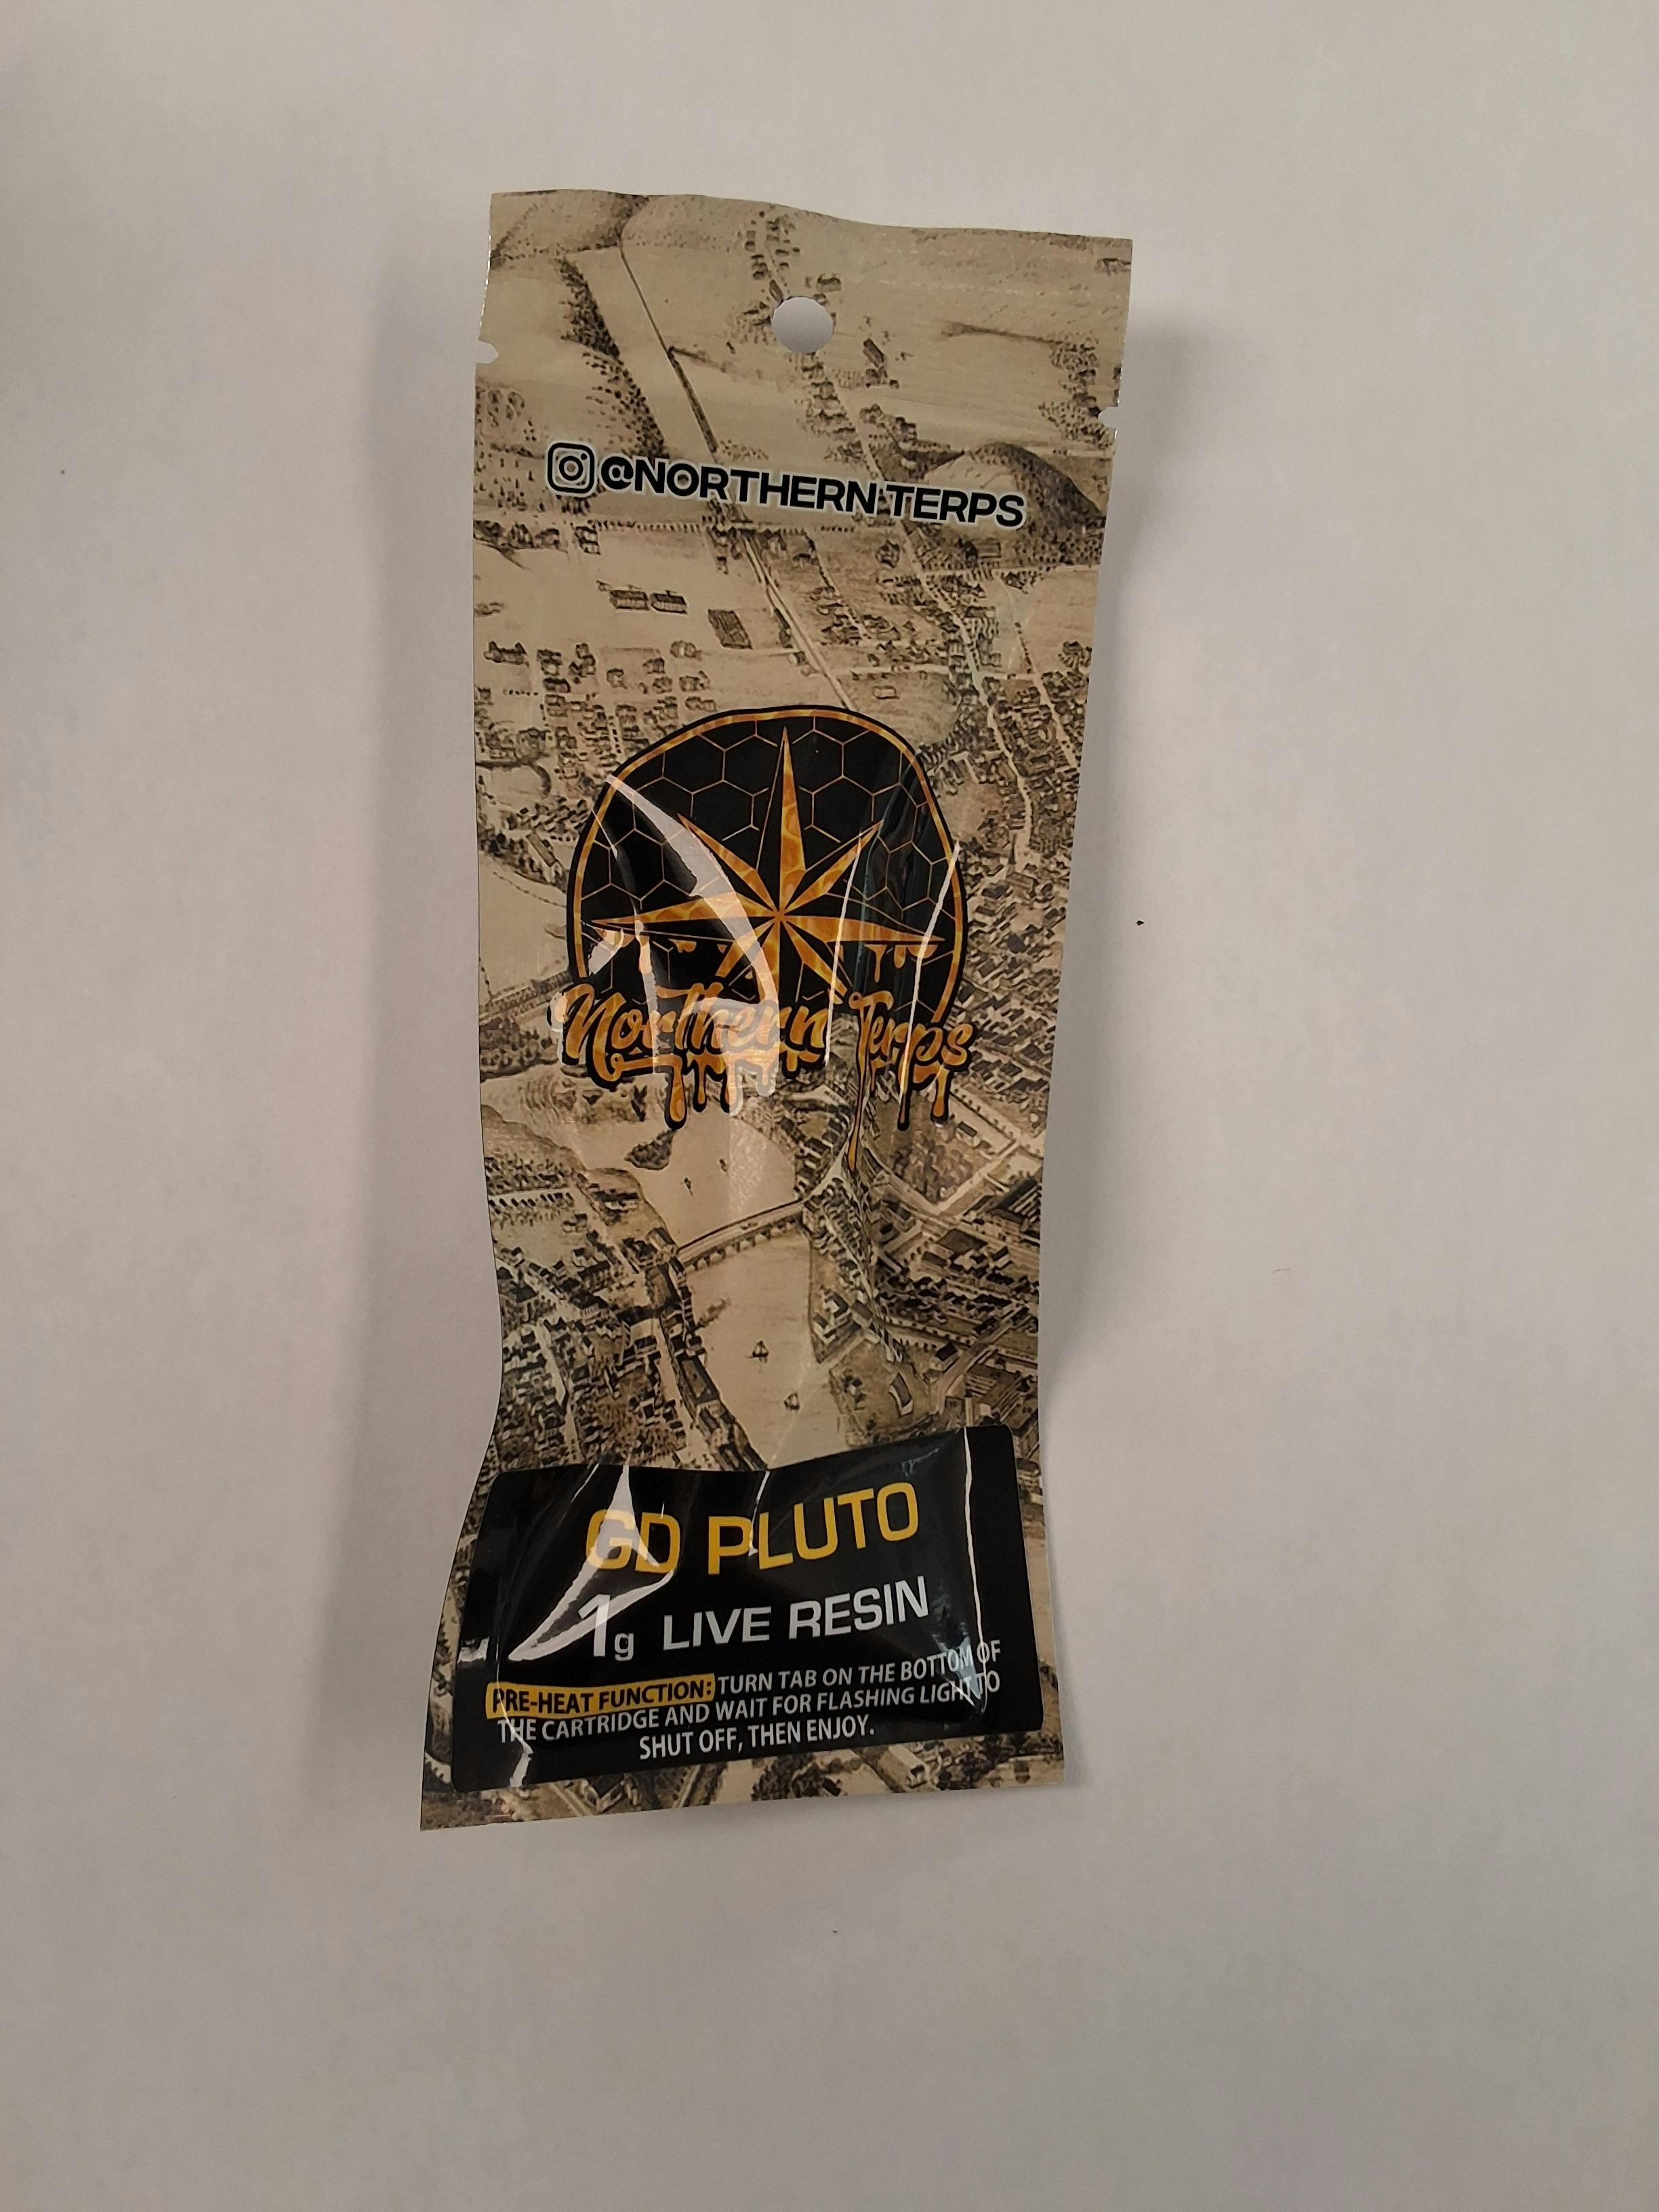 @NORTHERN.TERPS
Northern Terps
GD PLUTO
1g LIVE RESIN
PRE-HEAT FUNCTION: TURN TAB ON THE BOTTOM OF
THE CARTRIDGE AND WAIT FOR FLASHING LIGHT TO
SHUT OFF, THEN ENJOY.